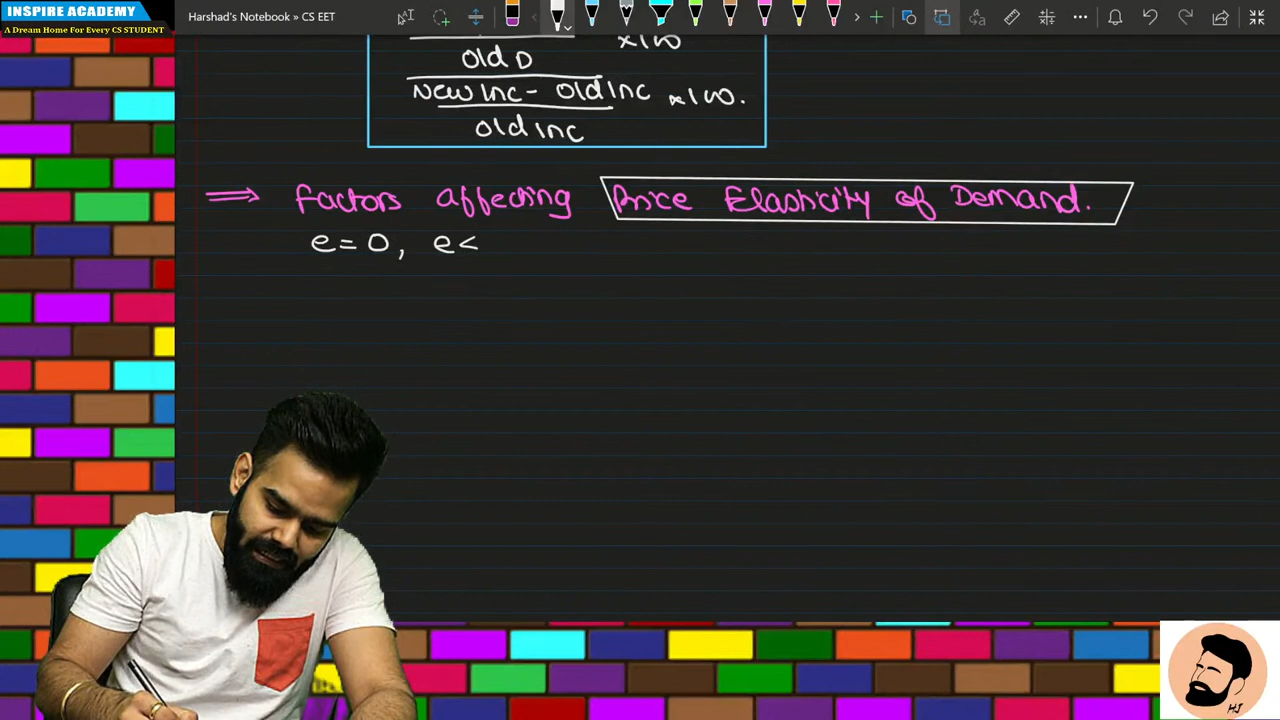 INSPIRE ACADEMY
A Dream Home For Every CS STUDENT
Harshad's Notebook » CS EET
×100
Old D
New Inc - Old Inc ×100.
Old Inc
⇒ Factors affecting Price Elasticity of Demand.
e=0, e<
HJ